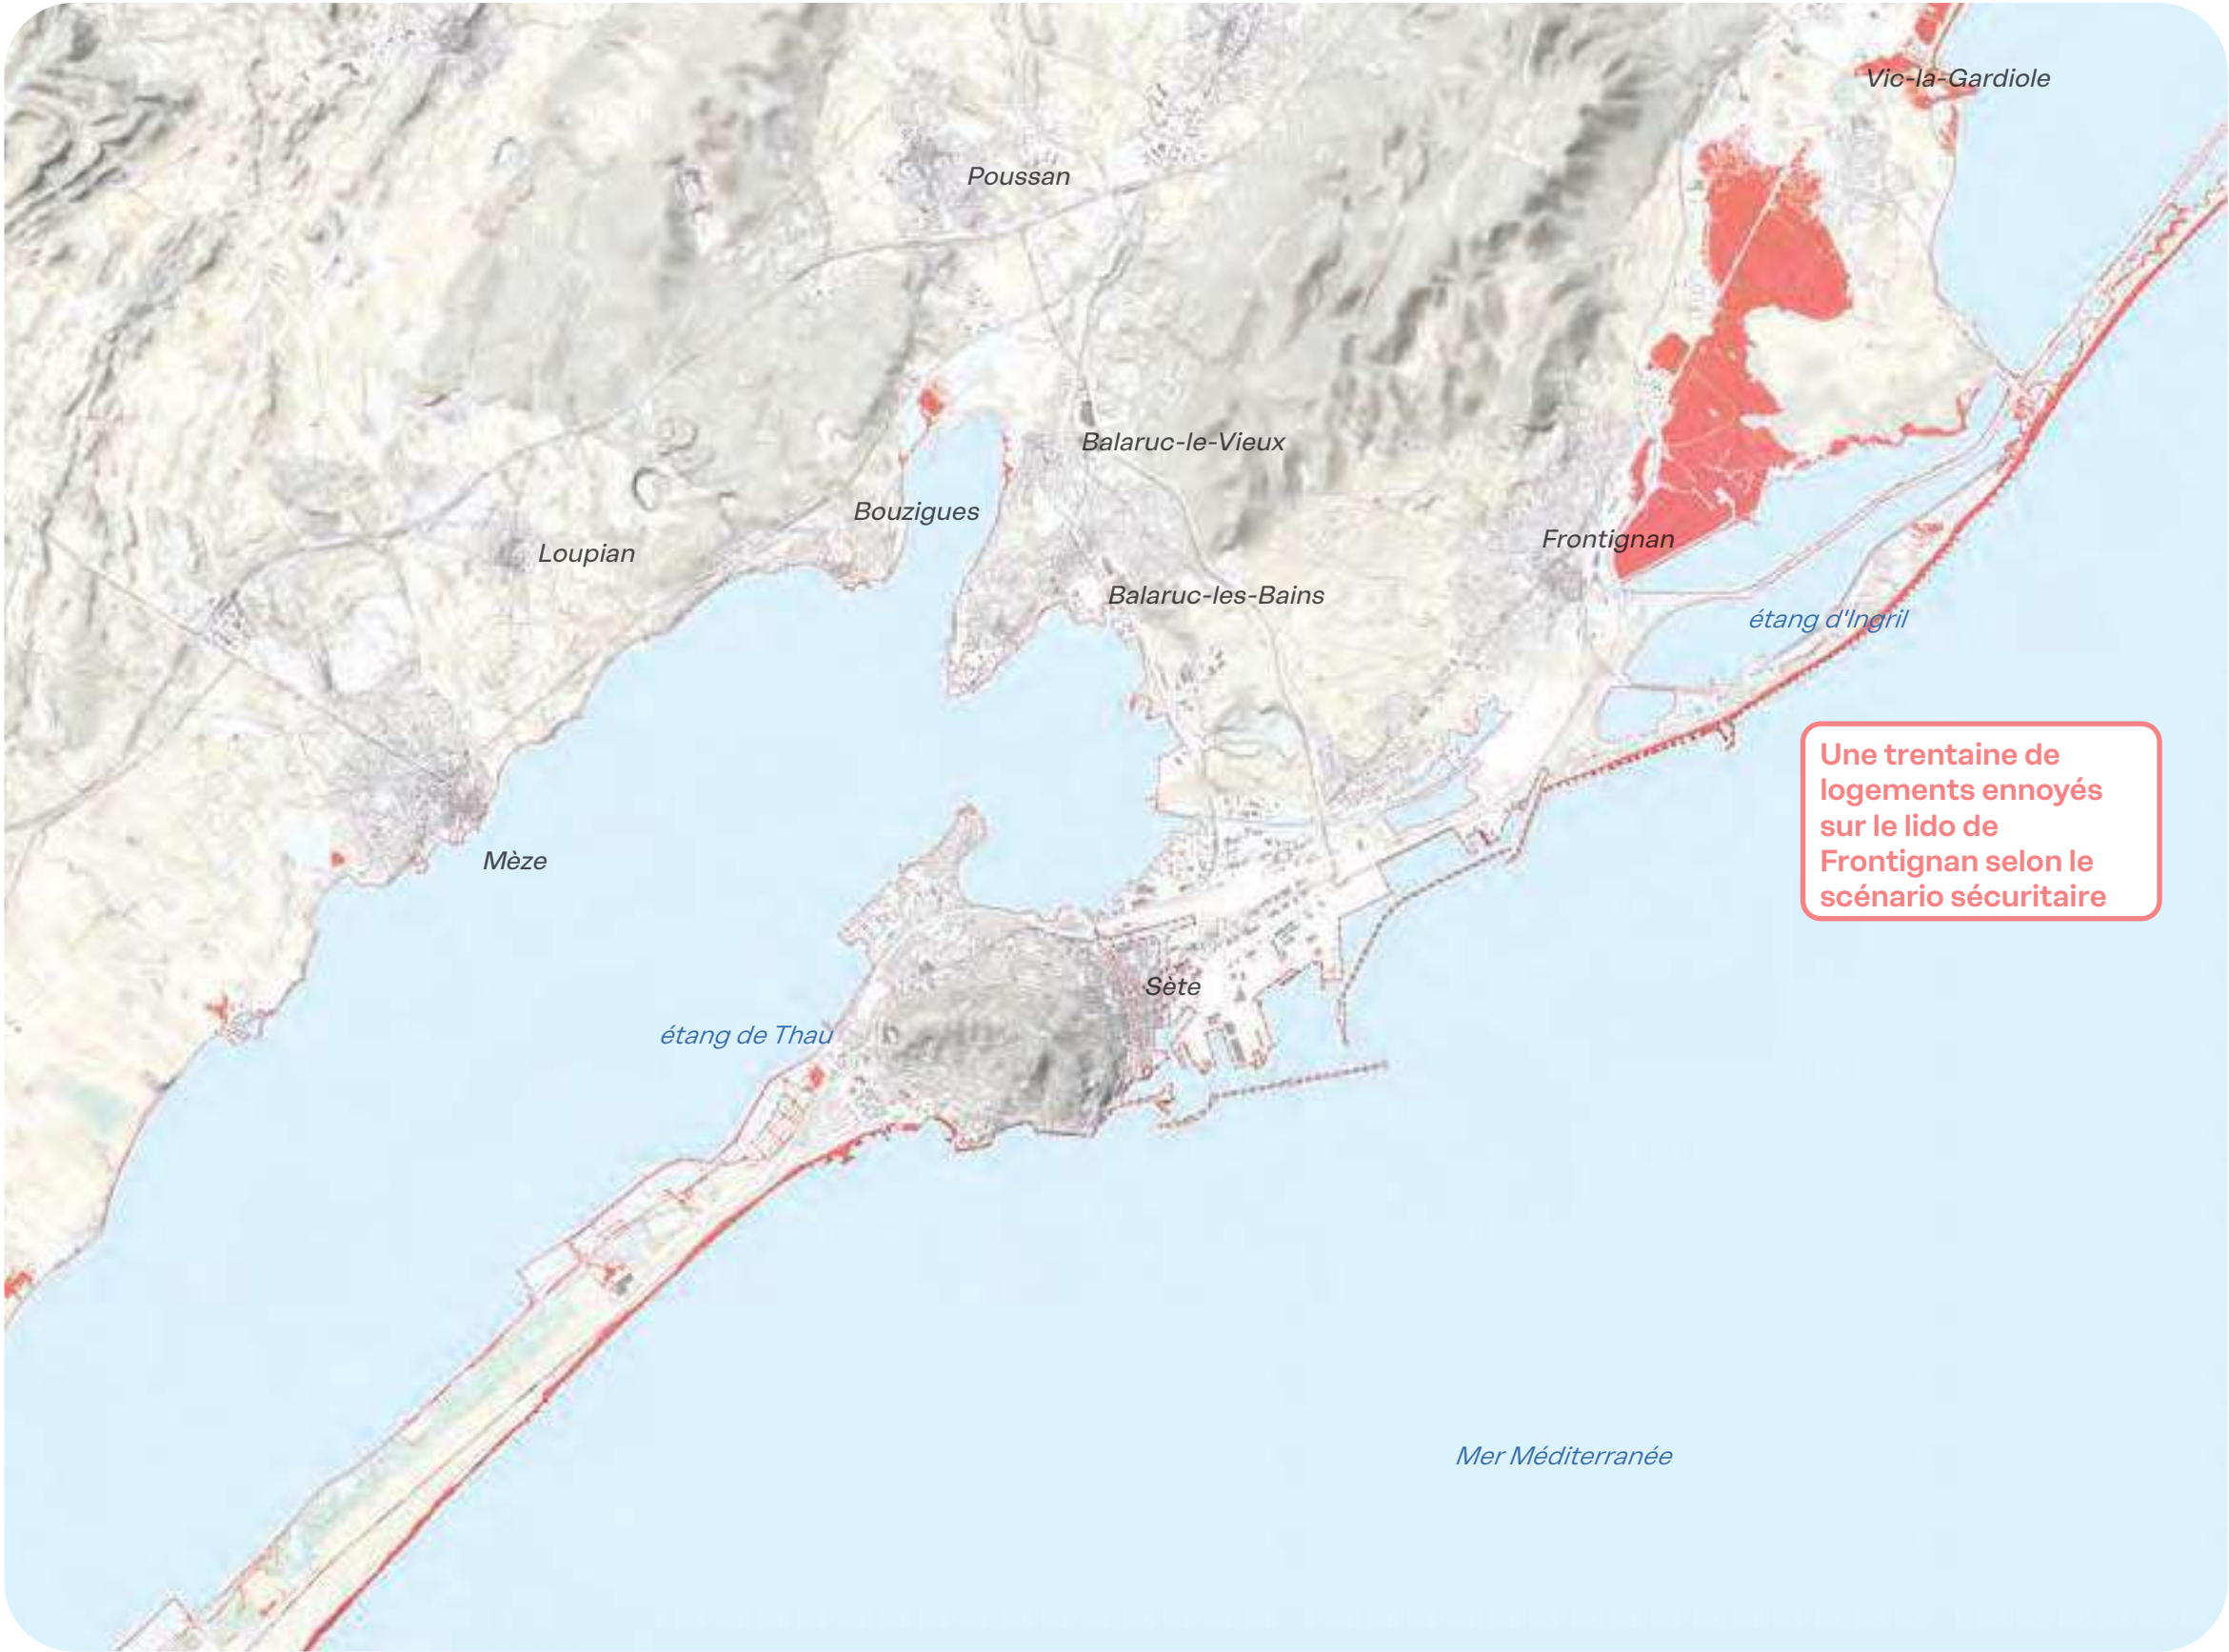 Vic-la-Gardiole
Poussan
Balaruc-le-Vieux
Bouzigues
Frontignan
Loupian
Balaruc-les-Bains
étang d'Ingril
Une trentaine de
logements ennoyés
sur le lido de
Frontignan selon le
scénario sécuritaire
Mèze
Sète
étang de Thau
Mer Méditerranée